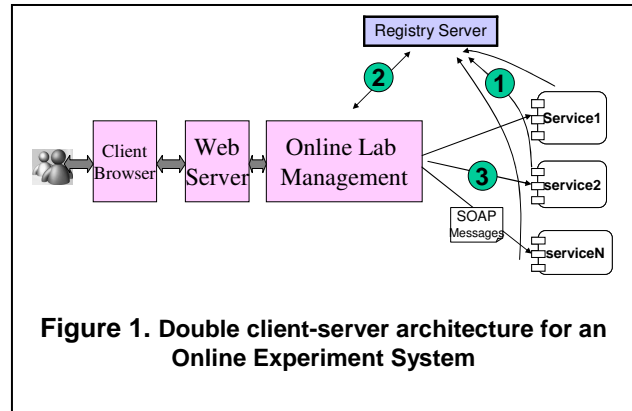 Registry Server
2
1
Client
Browser
Web
Server
Online Lab
Management
Service1
3
service2
SOAP
Messages
serviceN
Figure 1. Double client-server architecture for an
Online Experiment System